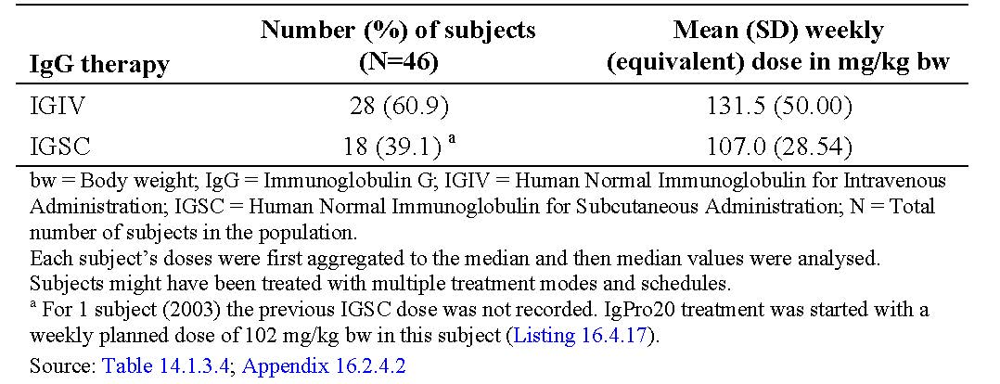 IgG therapy Number (%) of subjects (N=46) Mean (SD) weekly (equivalent) dose in mg/kg bw
IGIV 28 (60.9) 131.5 (50.00)
IGSC 18 (39.1) a 107.0 (28.54)
bw = Body weight; IgG = Immunoglobulin G; IGIV = Human Normal Immunoglobulin for Intravenous
Administration; IGSC = Human Normal Immunoglobulin for Subcutaneous Administration; N = Total
number of subjects in the population.
Each subject’s doses were first aggregated to the median and then median values were analysed.
Subjects might have been treated with multiple treatment modes and schedules.
a For 1 subject (2003) the previous IGSC dose was not recorded. IgPro20 treatment was started with a
weekly planned dose of 102 mg/kg bw in this subject (Listing 16.4.17).
Source: Table 14.1.3.4; Appendix 16.2.4.2